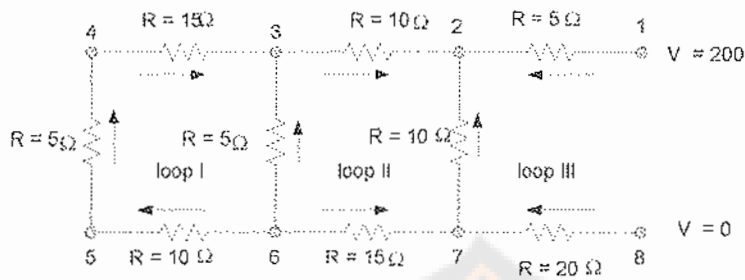 R = 15Ω
R = 10 Ω
R = 5 Ω
4
3
2
1
V = 200
R = 5Ω
R = 5Ω
R = 10 Ω
loop I
loop II
loop III
V = 0
5
6
7
8
R = 10 Ω
R = 15Ω
R = 20 Ω